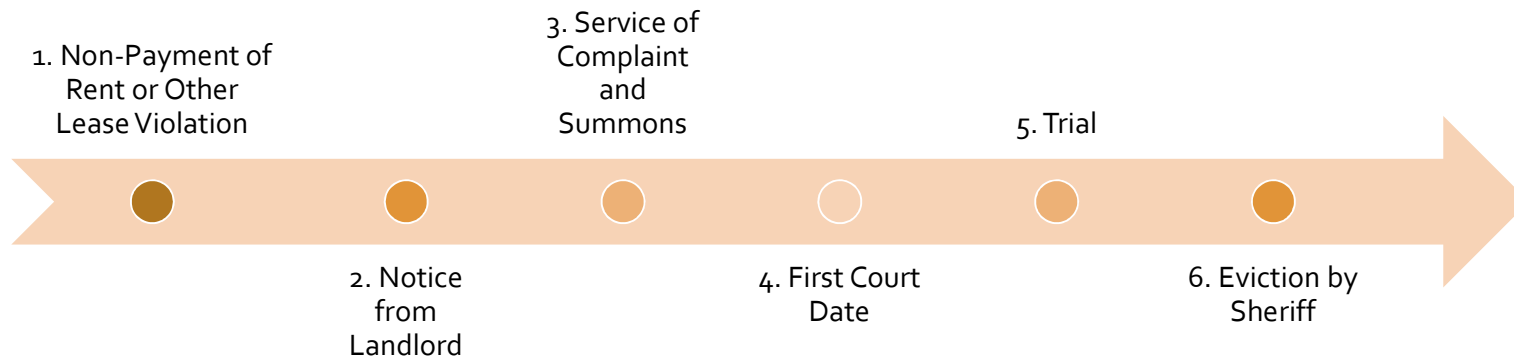 1. Non-Payment of
Rent or Other
Lease Violation
2. Notice
from
Landlord
3. Service of
Complaint
and
Summons
4. First Court
Date
5. Trial
6. Eviction by
Sheriff